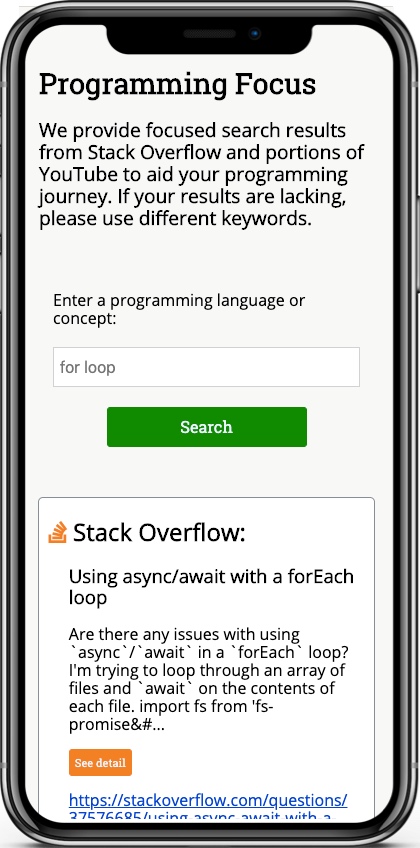 Programming Focus
We provide focused search results
from Stack Overflow and portions of
YouTube to aid your programming
journey. If your results are lacking,
please use different keywords.
Enter a programming language or
concept:
for loop
Search
Stack Overflow:
Using async/await with a forEach
loop
Are there any issues with using
`async`/`await` in a `forEach` loop?
I'm trying to loop through an array of
files and `await` on the contents of
each file. import fs from 'fs-
promise&#...
See detail
https://stackoverflow.com/questions/
37576685/using-async-await-with-a-